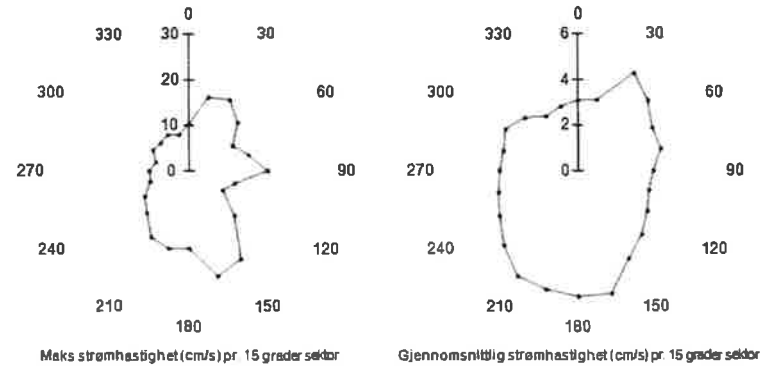 0 0
330 30 30 330 6 30
300 20 60 300 4 60
10 2
270 0 90 270 0 90
240 120 240 120
210 150 210 150
180 180
Maks strømhastighet (cm/s) pr. 15 grader sektor Gjennomsnittlig strømhastighet (cm/s) pr. 15 grader sektor